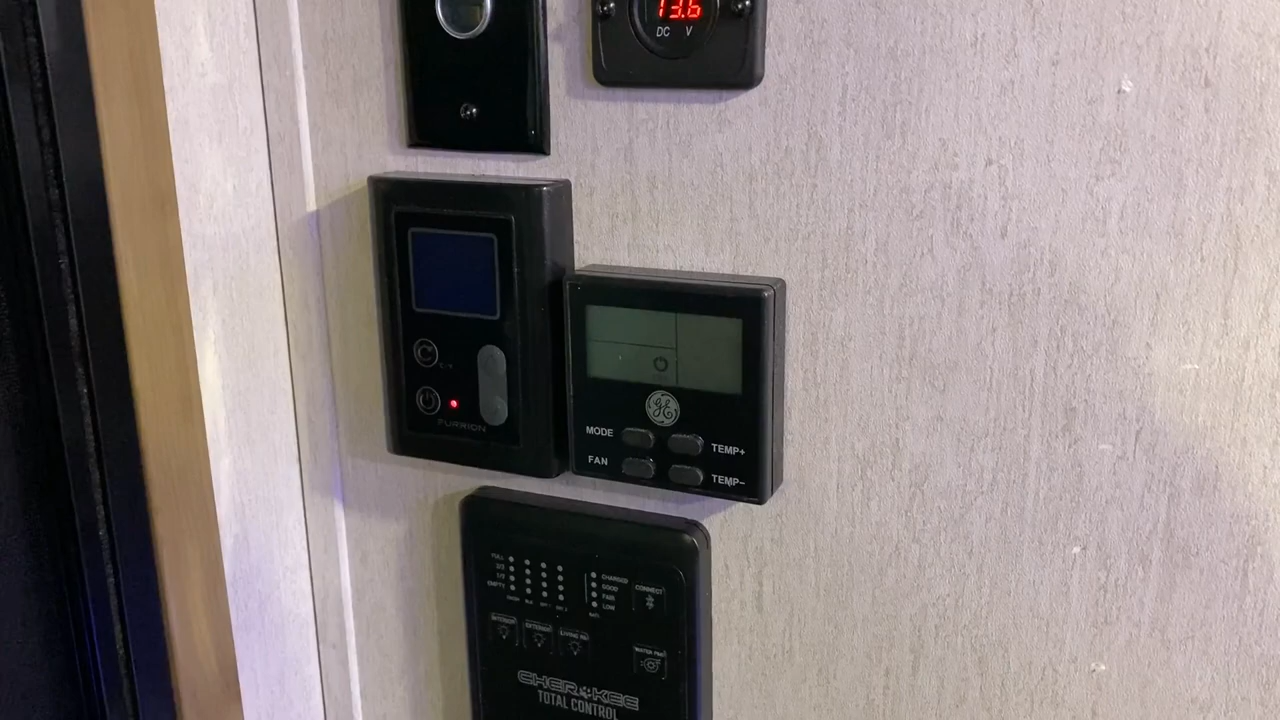 13.6
DC V
FURRION
MODE
TEMP+
FAN
TEMP-
FULL
2/3
1/3
EMPTY
CHARGED
GOOD
FAIR
LOW
BATT
CONNECT
INTERIOR
EXTERIOR
LIVING RM
WATER PMP
CHEROKEE
TOTAL CONTROL